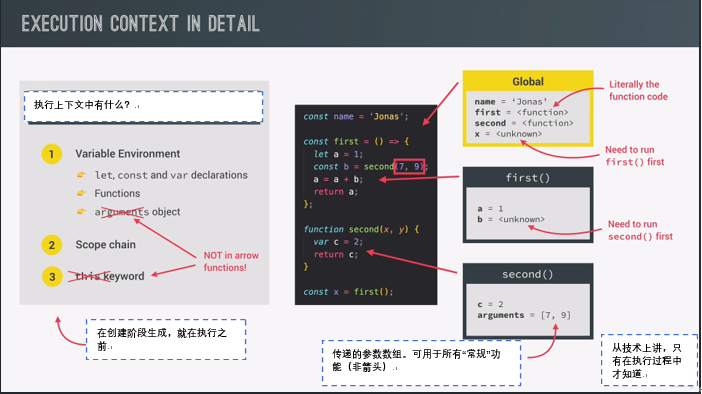 EXECUTION CONTEXT IN DETAIL
执行上下文中有什么?
1 Variable Environment
let, const and var declarations
Functions
arguments object
2 Scope chain
3 this keyword
NOT in arrow
functions!
在创建阶段生成，就在执行之
前
const name = 'Jonas';
const first = () => {
let a = 1;
const b = second(7, 9);
a = a + b;
return a;
};
function second(x, y) {
var c = 2;
return c;
}
const x = first();
Global
name = 'Jonas'
first = <function>
second = <function>
x = <unknown>
Literally the
function code
Need to run
first() first
first()
a = 1
b = <unknown>
Need to run
second() first
second()
c = 2
arguments = [7, 9]
传递的参数数组。可用于所有“常规”功
能（非箭头）
从技术上讲，只
有在执行过程中
才知道